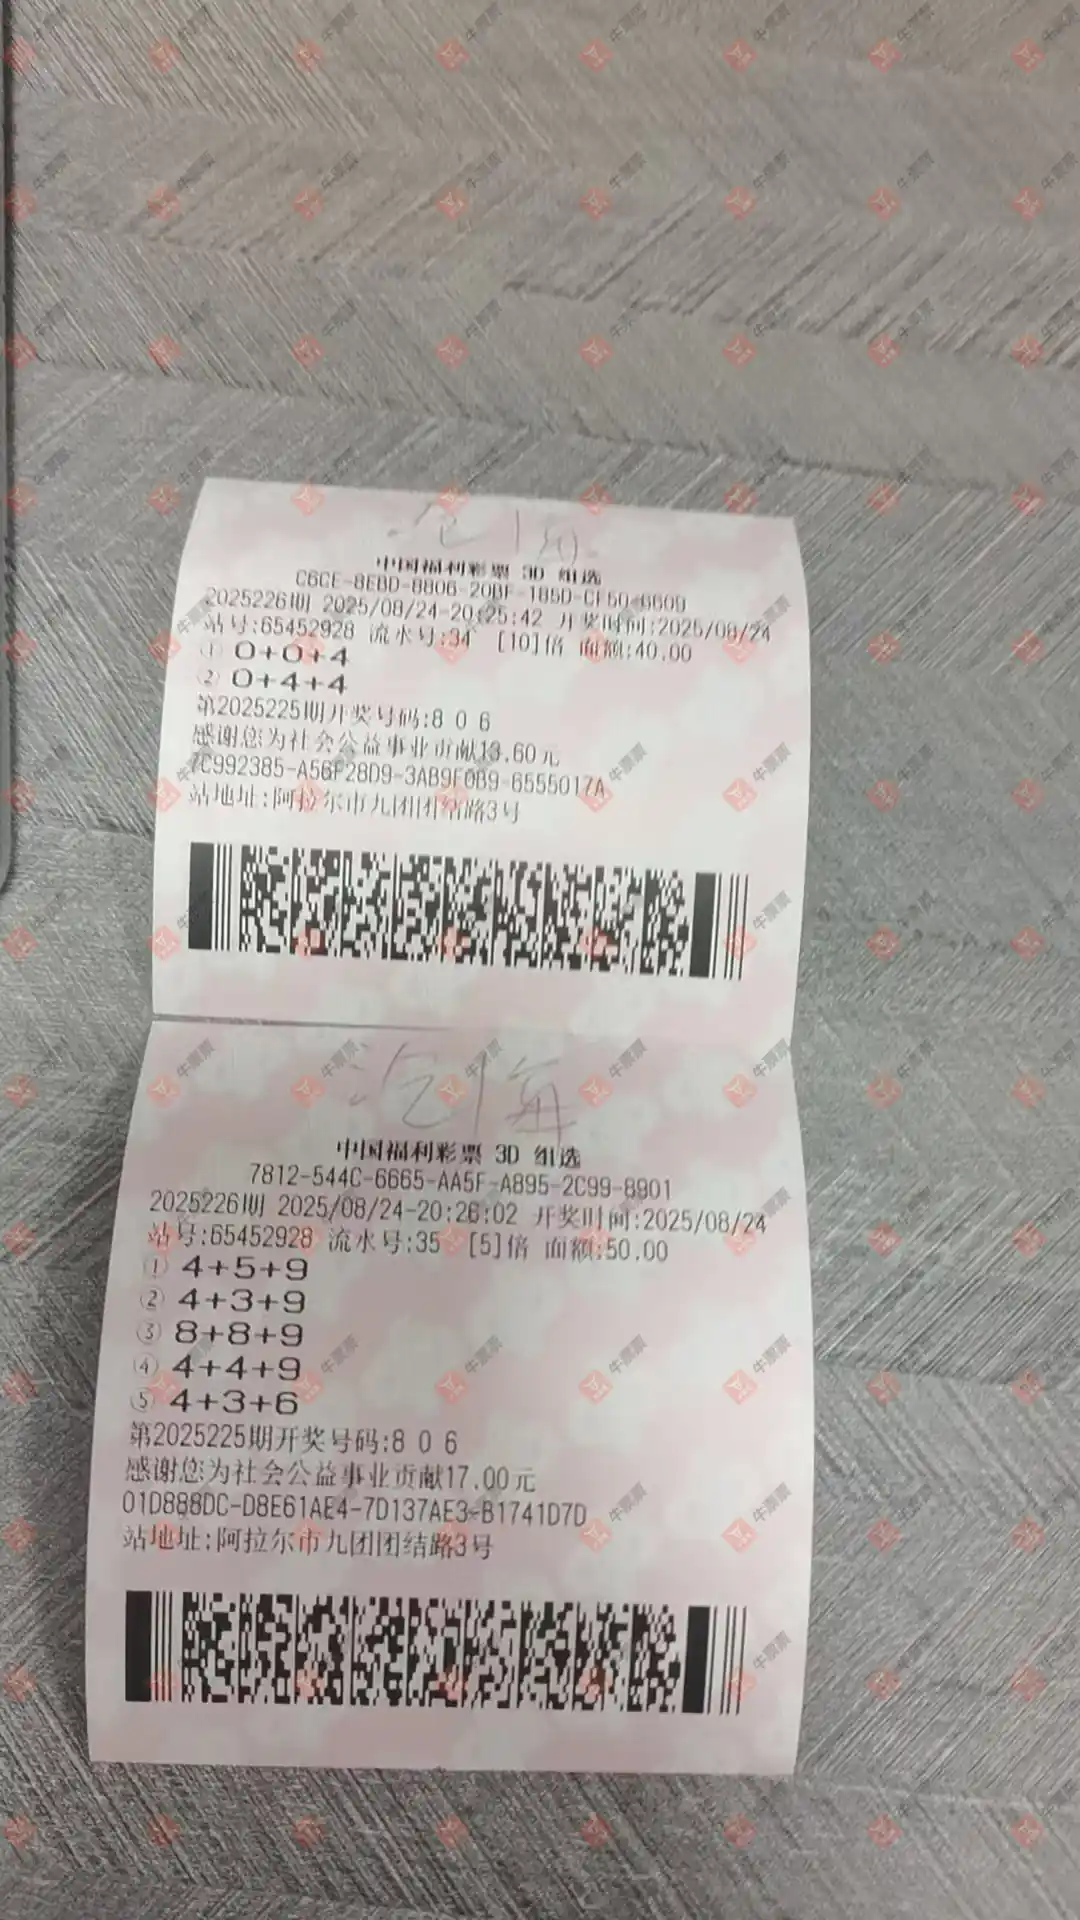 中国福利彩票 3D 组选
C6CE-8EBD-8806-20BF-185D-CF50-6609
2025226期 2025/08/24-20:25:42 开奖时间:2025/08/24
站号:65452928 流水号:34 [10]倍 面额:40.00
① 0+0+4
② 0+4+4
第2025225期开奖号码:8 0 6
感谢您为社会公益事业贡献13.60元
7C992385-A56F28D9-3AB9F0B9-6555017A
站地址:阿拉尔市九团团结路3号
中国福利彩票 3D 组选
7812-544C-6665-AA5F-A895-2C99-8901
2025226期 2025/08/24-20:26:02 开奖时间:2025/08/24
站号:65452928 流水号:35 [5]倍 面额:50.00
① 4+5+9
② 4+3+9
③ 8+8+9
④ 4+4+9
⑤ 4+3+6
第2025225期开奖号码:8 0 6
感谢您为社会公益事业贡献17.00元
01D888DC-D8E61AE4-7D137AE3-B1741D7D
站地址:阿拉尔市九团团结路3号
牛票票